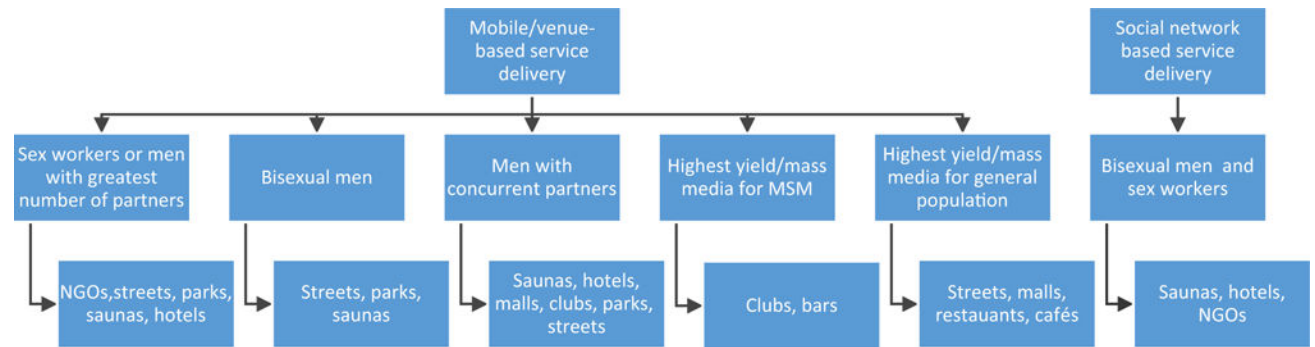 Mobile/venue-
based service
delivery
Social network
based service
delivery
Sex workers or men
with greatest
number of partners
Bisexual men
Men with
concurrent partners
Highest yield/mass
media for MSM
Highest yield/mass
media for general
population
Bisexual men and
sex workers
NGOs,streets, parks,
saunas, hotels
Streets, parks,
saunas
Saunas, hotels,
malls, clubs, parks,
streets
Clubs, bars
Streets, malls,
restauants, cafés
Saunas, hotels,
NGOs